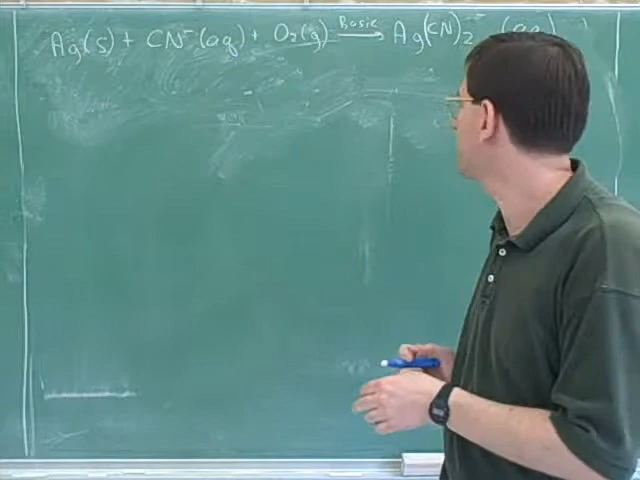 Ag(s) + CN⁻(aq) + O₂(g) Basic → Ag(CN)₂⁻ (aq)